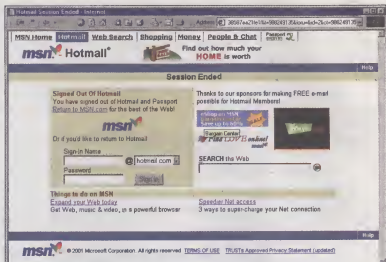 Hotmail Session Ended - Internet
Address
MSN Home Hotmail Web Search Shopping Money People & Chat Passport
msn Hotmail®
Find out how much your
HOME is worth
Help
Session Ended
Signed Out Of Hotmail
You have signed out of Hotmail and Passport
Return to MSN.com for the best of the Web!
msn
Or if you'd like to return to Hotmail
Sign-in Name
@ hotmail.com
Password
Sign in
Thanks to our sponsors for making FREE e-mail
possible for Hotmail Members!
Bargain Center
SEARCH the Web
Things to do on MSN
Expand your Web today
Get Web, music & video, in a powerful browser
Speedier Net access
3 ways to super-charge your Net connection
Help
msn
© 2001 Microsoft Corporation. All rights reserved. TERMS OF USE TRUSTe Approved Privacy Statement (updated)